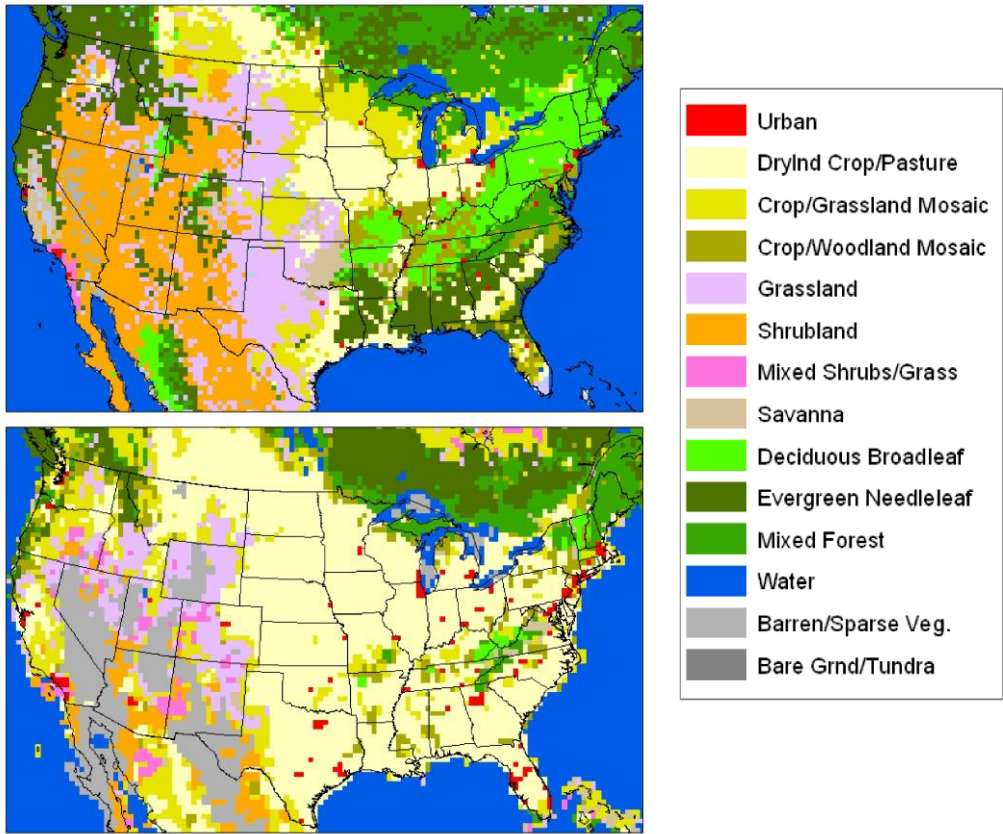 Urban
Drylnd Crop/Pasture
Crop/Grassland Mosaic
Crop/Woodland Mosaic
Grassland
Shrubland
Mixed Shrubs/Grass
Savanna
Deciduous Broadleaf
Evergreen Needleleaf
Mixed Forest
Water
Barren/Sparse Veg.
Bare Grnd/Tundra